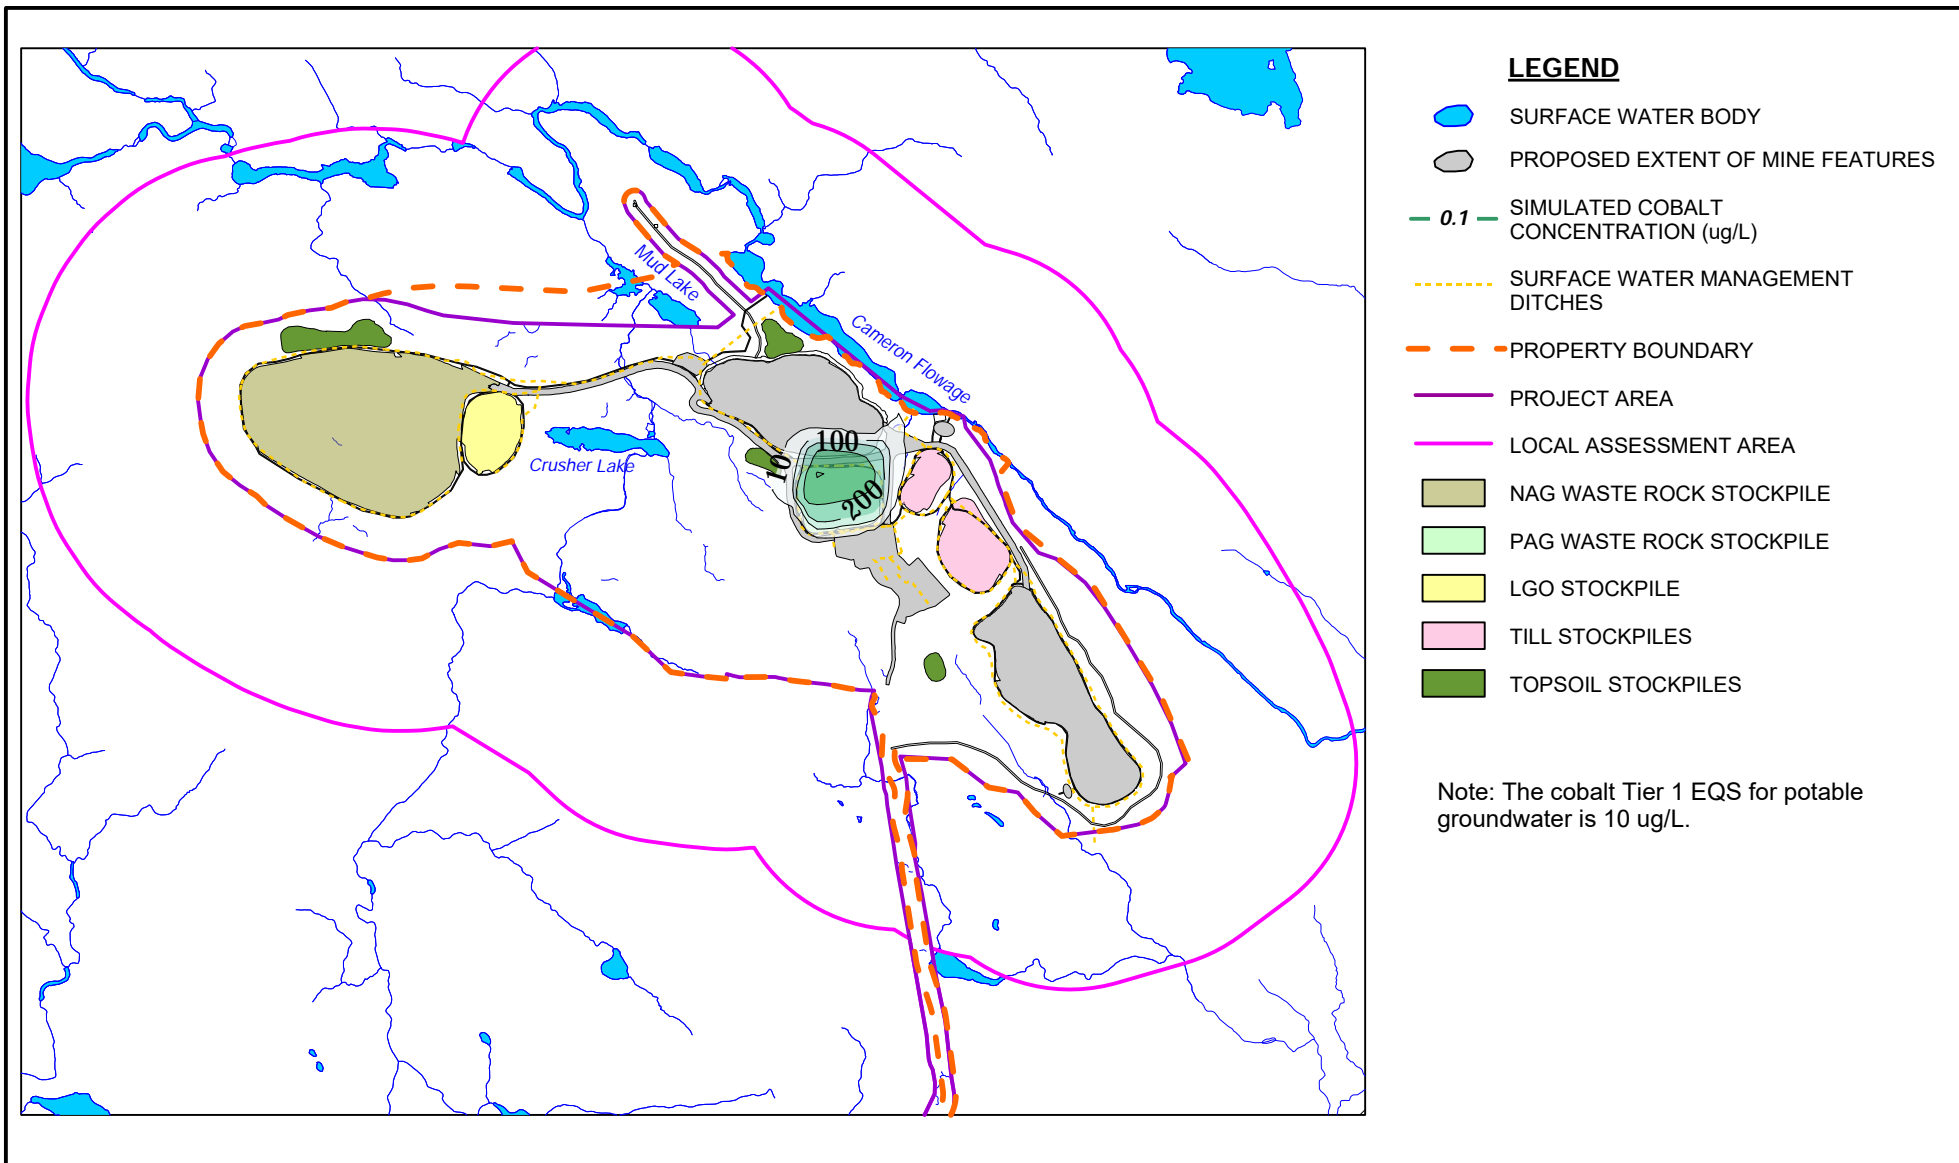 LEGEND
SURFACE WATER BODY
PROPOSED EXTENT OF MINE FEATURES
0.1
SIMULATED COBALT
CONCENTRATION (ug/L)
SURFACE WATER MANAGEMENT
DITCHES
PROPERTY BOUNDARY
PROJECT AREA
LOCAL ASSESSMENT AREA
NAG WASTE ROCK STOCKPILE
PAG WASTE ROCK STOCKPILE
LGO STOCKPILE
TILL STOCKPILES
TOPSOIL STOCKPILES
Note: The cobalt Tier 1 EQS for potable
groundwater is 10 ug/L.
Mud Lake
Cameron Flowage
Crusher Lake
100
10
200